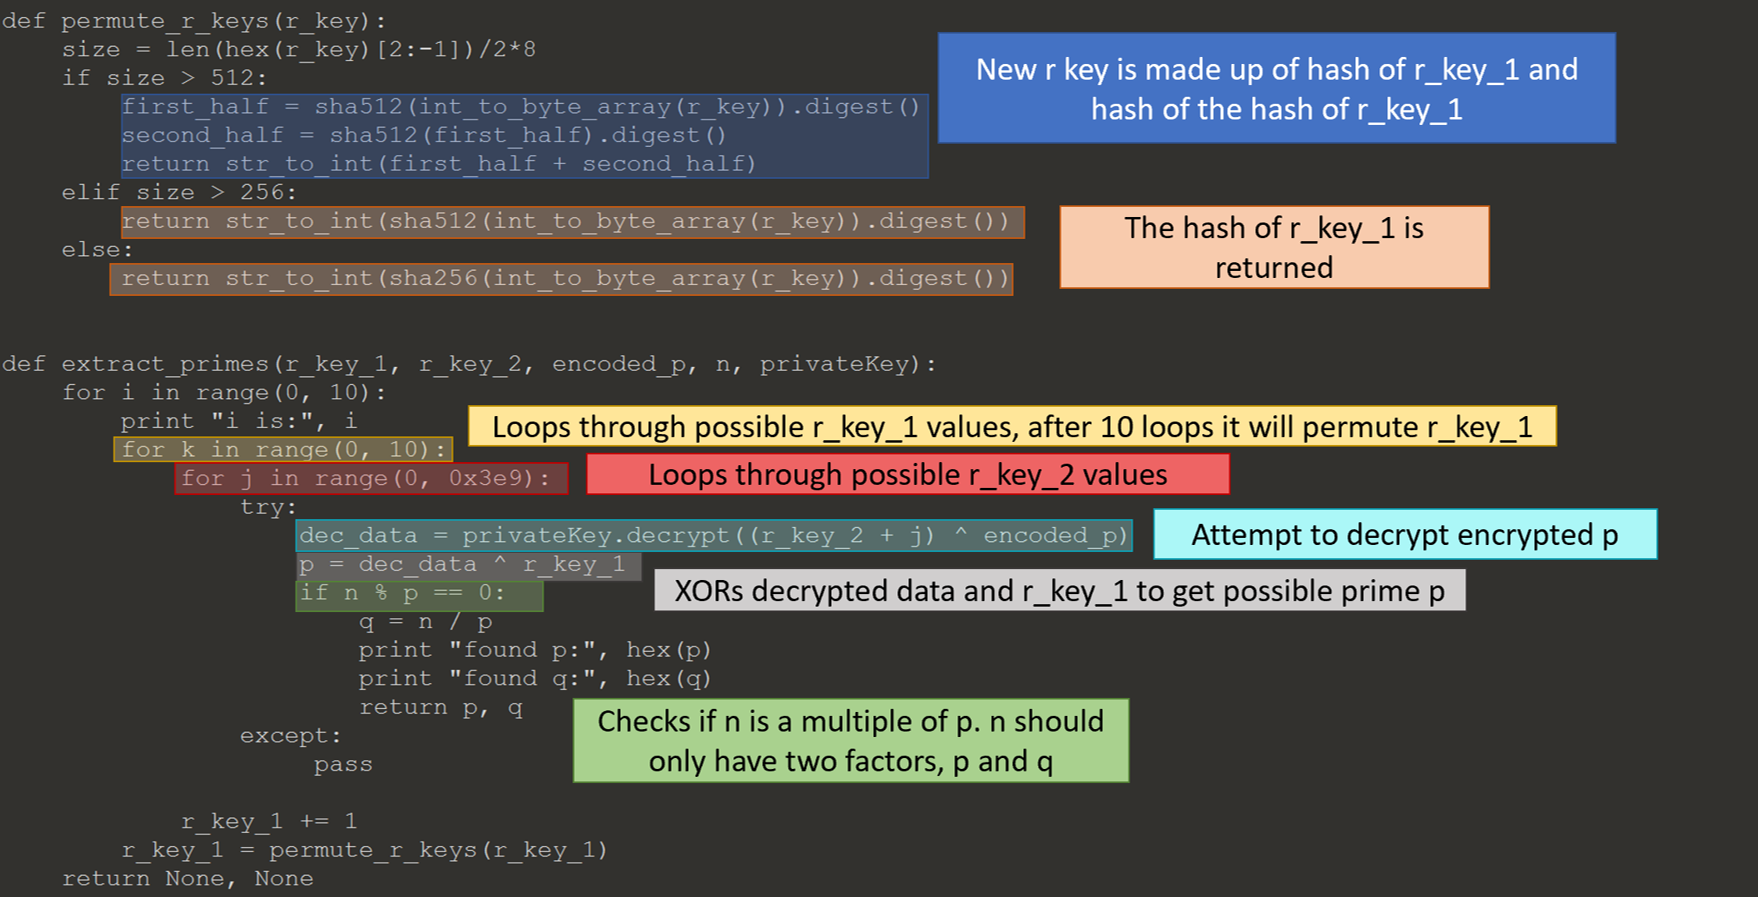 def permute_r_keys(r_key):
    size = len(hex(r_key)[2:-1])/2*8
    if size > 512:
        first_half = sha512(int_to_byte_array(r_key)).digest()
        second_half = sha512(first_half).digest()
        return str_to_int(first_half + second_half)
New r key is made up of hash of r_key_1 and
hash of the hash of r_key_1
    elif size > 256:
        return str_to_int(sha512(int_to_byte_array(r_key)).digest())
    else:
        return str_to_int(sha256(int_to_byte_array(r_key)).digest())
The hash of r_key_1 is
returned
def extract_primes(r_key_1, r_key_2, encoded_p, n, privateKey):
    for i in range(0, 10):
        print "i is:", i
        for k in range(0, 10):
Loops through possible r_key_1 values, after 10 loops it will permute r_key_1
            for j in range(0, 0x3e9):
Loops through possible r_key_2 values
                try:
                    dec_data = privateKey.decrypt((r_key_2 + j) ^ encoded_p)
Attempt to decrypt encrypted p
                    p = dec_data ^ r_key_1
XORs decrypted data and r_key_1 to get possible prime p
                    if n % p == 0:
                        q = n / p
                        print "found p:", hex(p)
                        print "found q:", hex(q)
                        return p, q
Checks if n is a multiple of p. n should
only have two factors, p and q
                except:
                     pass
            r_key_1 += 1
        r_key_1 = permute_r_keys(r_key_1)
    return None, None